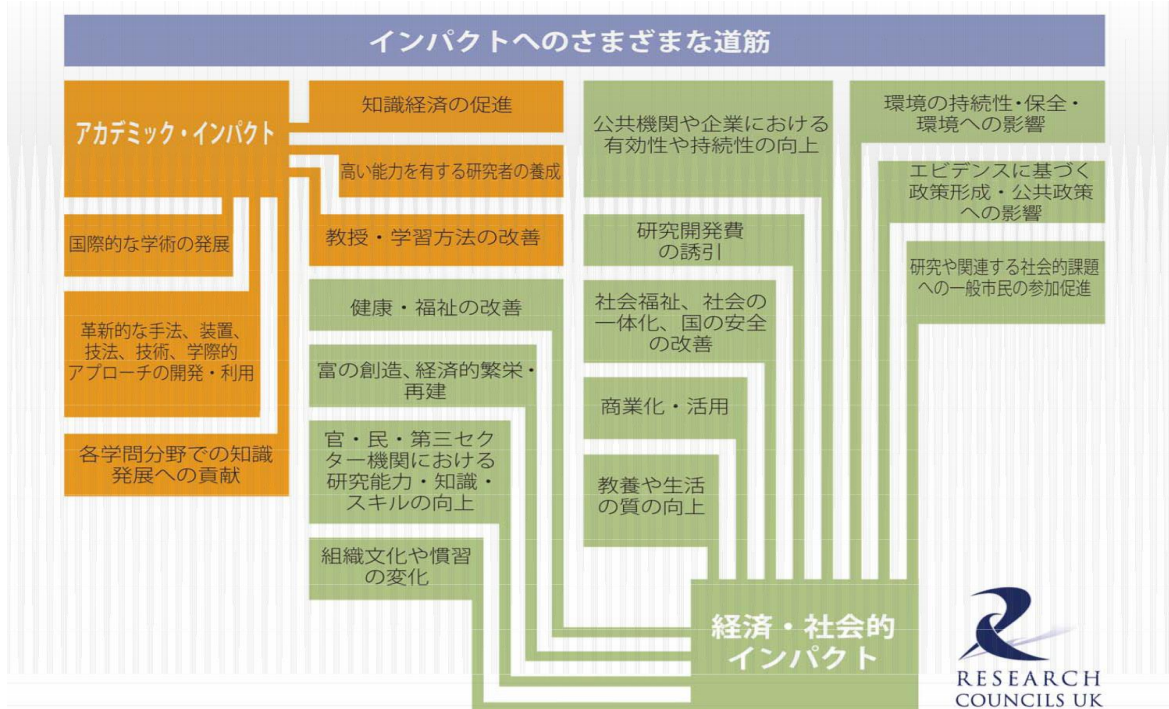 インパクトへのさまざまな道筋
アカデミック・インパクト
国際的な学術の発展
革新的な手法、装置、
技法、技術、学際的
アプローチの開発・利用
各学問分野での知識
発展への貢献
知識経済の促進
高い能力を有する研究者の養成
教授・学習方法の改善
健康・福祉の改善
富の創造、経済的繁栄・
再建
官・民・第三セク
ター機関における
研究能力・知識・
スキルの向上
組織文化や慣習
の変化
公共機関や企業における
有効性や持続性の向上
研究開発費
の誘引
社会福祉、社会の
一体化、国の安全
の改善
商業化・活用
教養や生活
の質の向上
環境の持続性・保全・
環境への影響
エビデンスに基づく
政策形成・公共政策
への影響
研究や関連する社会的課題
への一般市民の参加促進
経済・社会的
インパクト
RESEARCH
COUNCILS UK